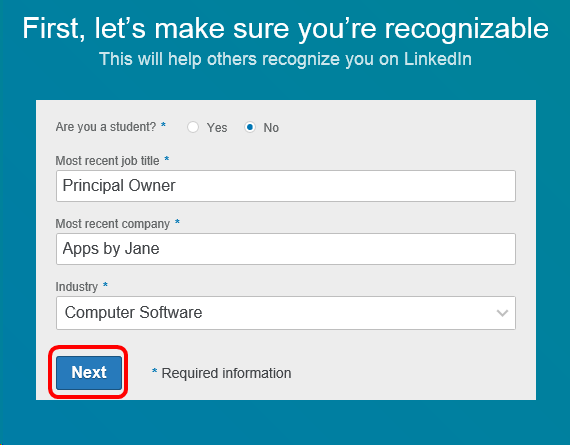 First, let’s make sure you’re recognizable
This will help others recognize you on LinkedIn
Are you a student? * Yes No
Most recent job title *
Principal Owner
Most recent company *
Apps by Jane
Industry *
Computer Software
Next * Required information